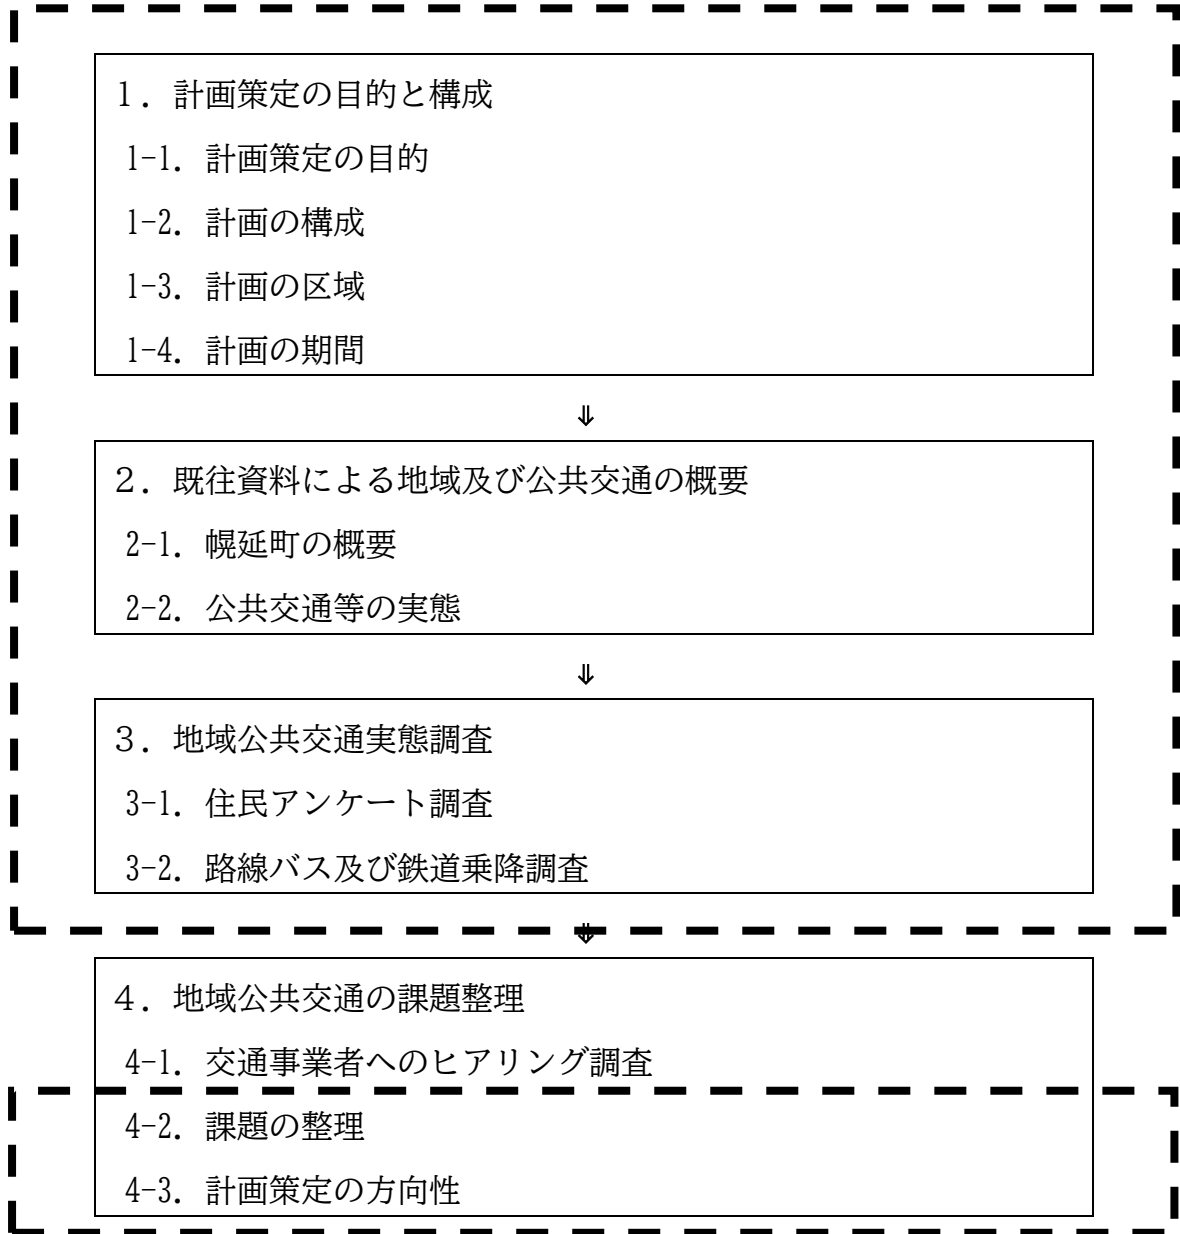 １．計画策定の目的と構成
1-1．計画策定の目的
1-2．計画の構成
1-3．計画の区域
1-4．計画の期間
⇓
２．既往資料による地域及び公共交通の概要
2-1．幌延町の概要
2-2．公共交通等の実態
⇓
３．地域公共交通実態調査
3-1．住民アンケート調査
3-2．路線バス及び鉄道乗降調査
⇓
４．地域公共交通の課題整理
4-1．交通事業者へのヒアリング調査
4-2．課題の整理
4-3．計画策定の方向性